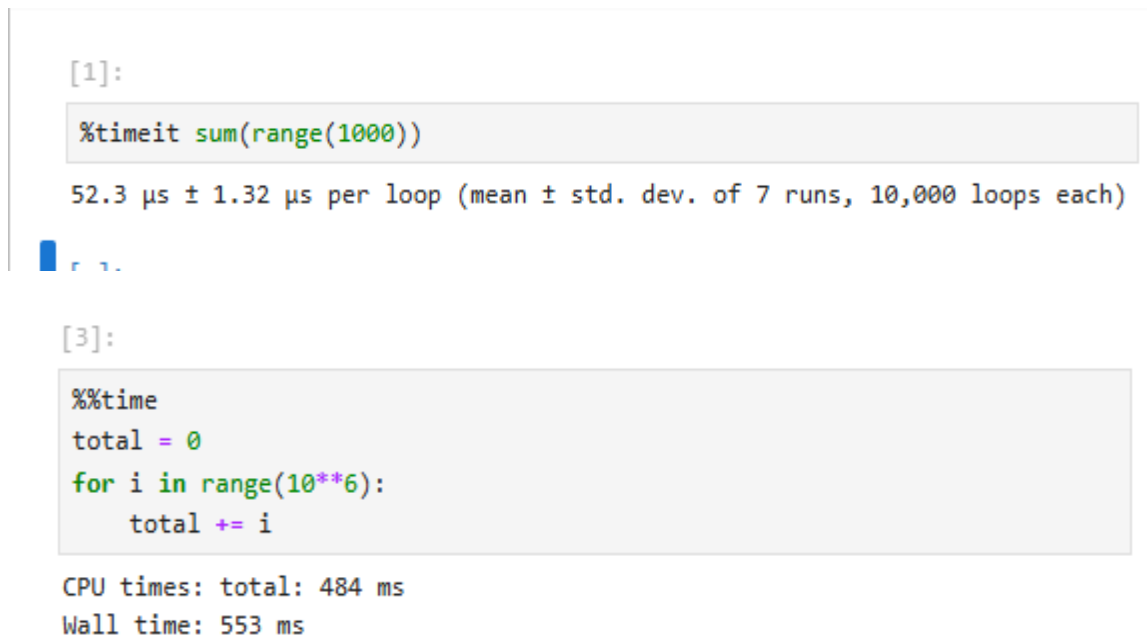 [1]:
%timeit sum(range(1000))
52.3 µs ± 1.32 µs per loop (mean ± std. dev. of 7 runs, 10,000 loops each)
[3]:
%%time
total = 0
for i in range(10**6):
    total += i
CPU times: total: 484 ms
Wall time: 553 ms